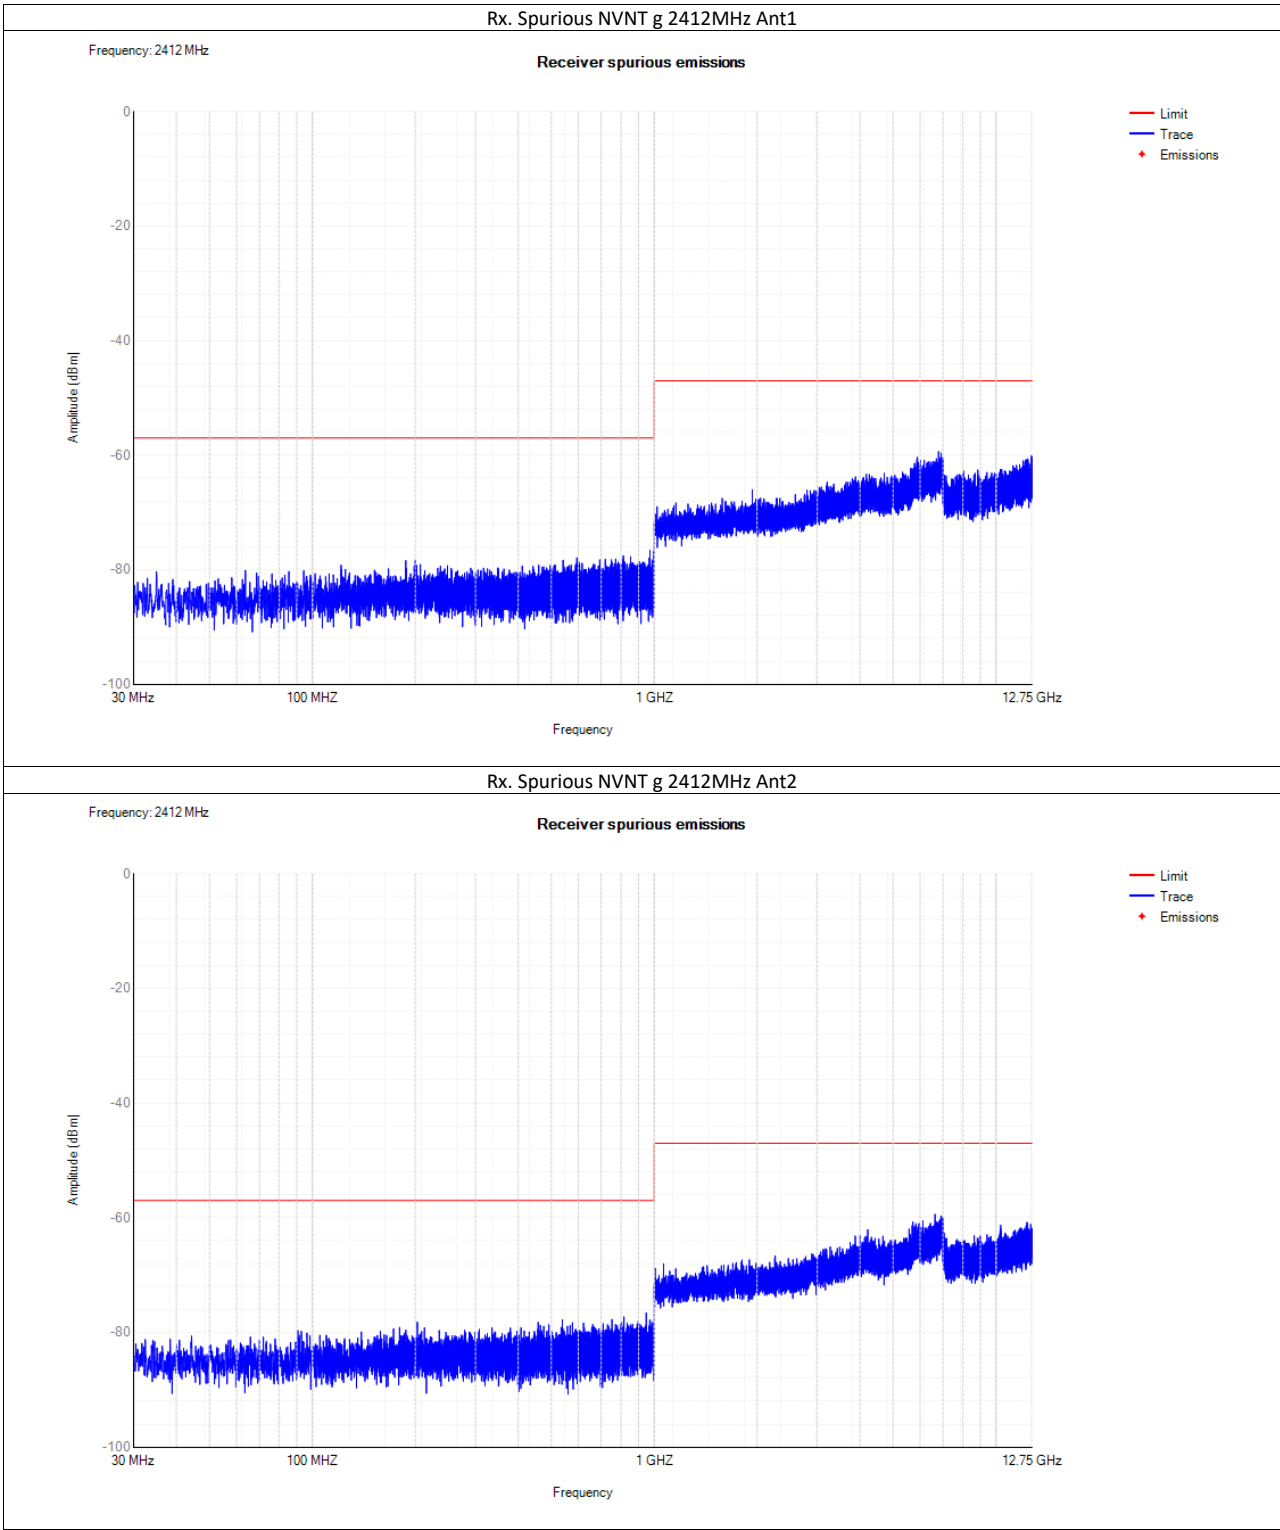 Rx. Spurious NVNT g 2412MHz Ant1
Frequency: 2412 MHz
Receiver spurious emissions
Limit
Trace
Emissions
Amplitude [dBm]
0
-20
-40
-60
-80
-100
30 MHz
100 MHZ
1 GHZ
12.75 GHz
Frequency
Rx. Spurious NVNT g 2412MHz Ant2
Frequency: 2412 MHz
Receiver spurious emissions
Limit
Trace
Emissions
Amplitude [dBm]
0
-20
-40
-60
-80
-100
30 MHz
100 MHZ
1 GHZ
12.75 GHz
Frequency